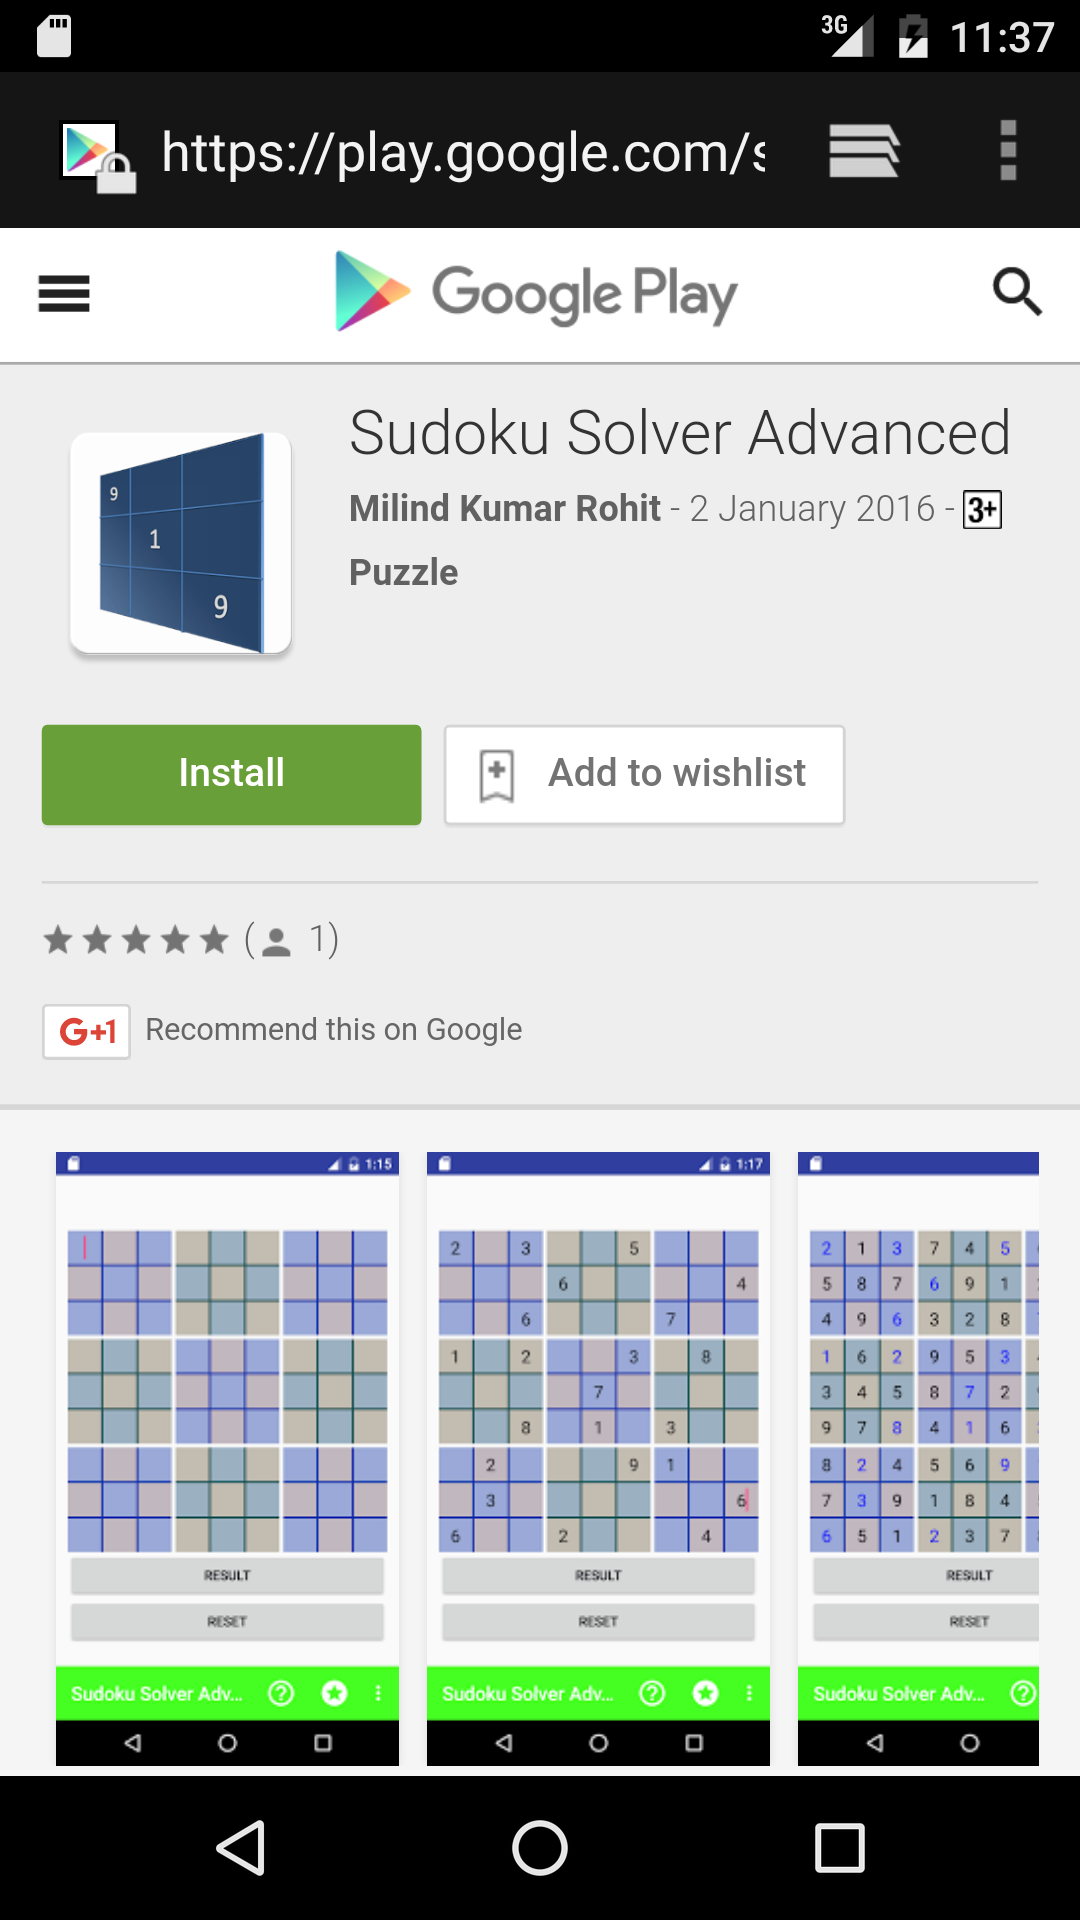 3G 11:37
https://play.google.com/s
Google Play
Sudoku Solver Advanced
Milind Kumar Rohit - 2 January 2016 - 3+
Puzzle
9
1
9
Install
Add to wishlist
( 1)
G+1 Recommend this on Google
1:15
RESULT
RESET
Sudoku Solver Adv...
1:17
2 3 5
6 4
6 7
1 2 3 8
7
8 1 3
2 9 1
3 6
6 2 4
RESULT
RESET
Sudoku Solver Adv...
2 1 3 7 4 5
5 8 7 6 9 1
4 9 6 3 2 8
1 6 2 9 5 3
3 4 5 8 7 2
9 7 8 4 1 6
8 2 4 5 6 9
7 3 9 1 8 4
6 5 1 2 3 7
RESULT
RESET
Sudoku Solver Adv...